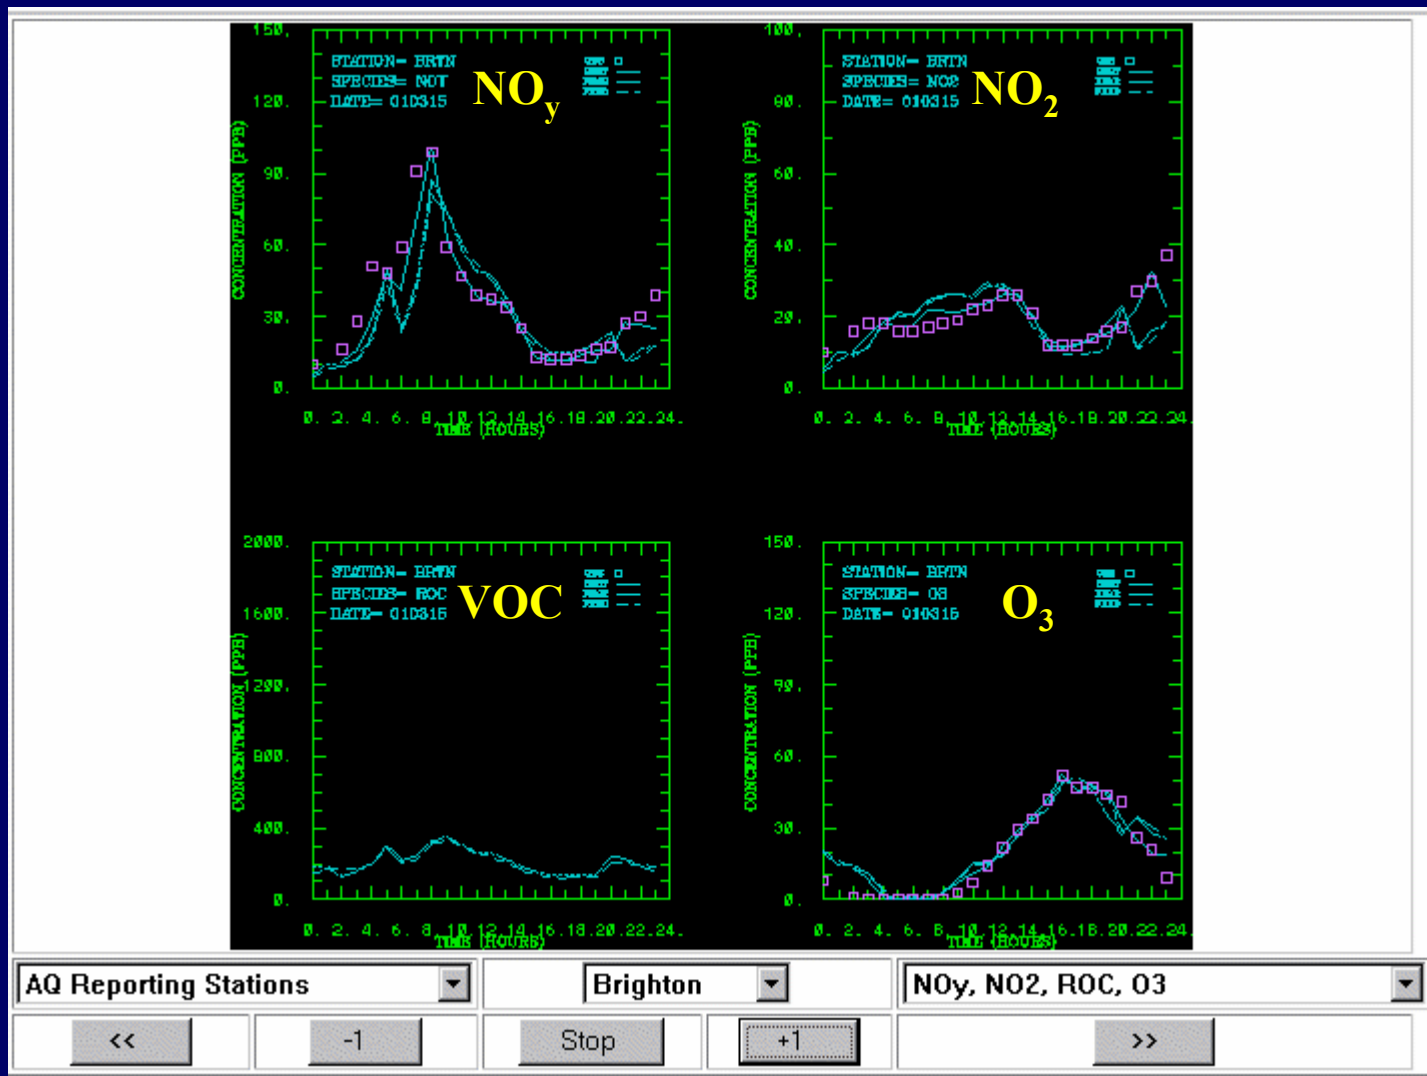 150.
120.
90.
60.
30.
0.
CONCENTRATION (PPB)
STATION= BRTN
SPECIES= NOT
DATE= 010315
NOy
0. 2. 4. 6. 8. 10. 12. 14. 16. 18. 20. 22. 24.
TIME (HOURS)
100.
80.
60.
40.
20.
0.
CONCENTRATION (PPB)
STATION= BRTN
SPECIES= NO2
DATE= 010315
NO2
0. 2. 4. 6. 8. 10. 12. 14. 16. 18. 20. 22. 24.
TIME (HOURS)
2000.
1600.
1200.
800.
400.
0.
CONCENTRATION (PPB)
STATION= BRTN
SPECIES= ROC
DATE= 010315
VOC
0. 2. 4. 6. 8. 10. 12. 14. 16. 18. 20. 22. 24.
TIME (HOURS)
150.
120.
90.
60.
30.
0.
CONCENTRATION (PPB)
STATION= BRTN
SPECIES= O3
DATE= 010315
O3
0. 2. 4. 6. 8. 10. 12. 14. 16. 18. 20. 22. 24.
TIME (HOURS)
AQ Reporting Stations
Brighton
NOy, NO2, ROC, O3
<<
-1
Stop
+1
>>